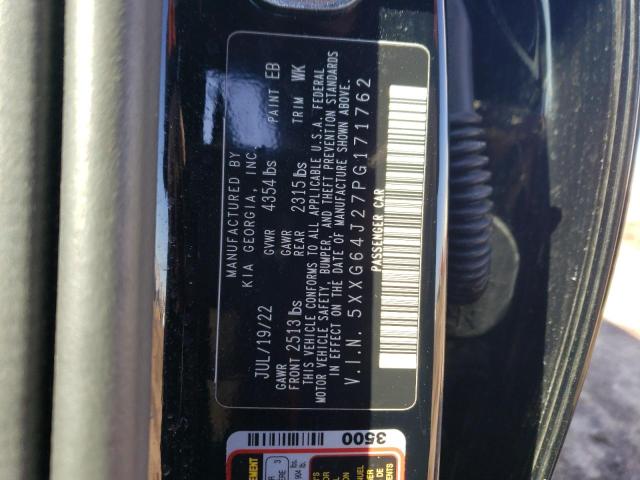 MANUFACTURED BY
KIA GEORGIA, INC.
JUL/19/22 GVWR 4354 lbs PAINT EB
GAWR FRONT 2513 lbs GAWR REAR 2315 lbs TRIM WK
THIS VEHICLE CONFORMS TO ALL APPLICABLE U.S.A. FEDERAL
MOTOR VEHICLE SAFETY, BUMPER, AND THEFT PREVENTION STANDARDS
IN EFFECT ON THE DATE OF MANUFACTURE SHOWN ABOVE.
V.I.N. 5XXG64J27PG171762
PASSENGER CAR
3500
3
DE